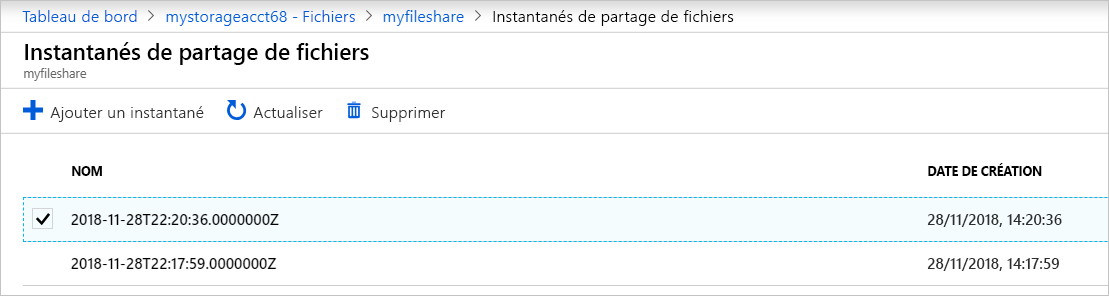 Tableau de bord > mystorageacct68 - Fichiers > myfileshare > Instantanés de partage de fichiers
Instantanés de partage de fichiers
myfileshare
Ajouter un instantané Actualiser Supprimer
NOM DATE DE CRÉATION
2018-11-28T22:20:36.0000000Z 28/11/2018, 14:20:36
2018-11-28T22:17:59.0000000Z 28/11/2018, 14:17:59